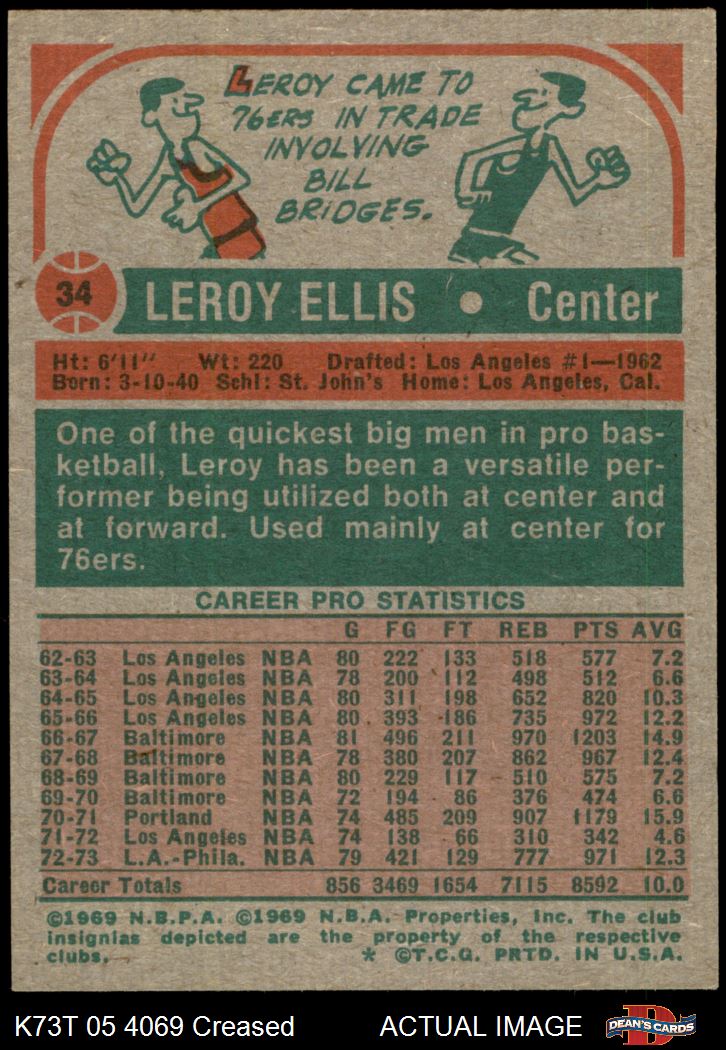 LEROY CAME TO
76ERS IN TRADE
INVOLVING
BILL
BRIDGES.
34 LEROY ELLIS • Center
Ht: 6'11" Wt: 220 Drafted: Los Angeles #1—1962
Born: 3-10-40 Schl: St. John's Home: Los Angeles, Cal.
One of the quickest big men in pro bas-
ketball, Leroy has been a versatile per-
former being utilized both at center and
at forward. Used mainly at center for
76ers.
CAREER PRO STATISTICS
G FG FT REB PTS AVG
62-63 Los Angeles NBA 80 222 133 518 577 7.2
63-64 Los Angeles NBA 78 200 112 498 512 6.6
64-65 Los Angeles NBA 80 311 198 652 820 10.3
65-66 Los Angeles NBA 80 393 186 735 972 12.2
66-67 Baltimore NBA 81 496 211 970 1203 14.9
67-68 Baltimore NBA 78 380 207 862 967 12.4
68-69 Baltimore NBA 80 229 117 510 575 7.2
69-70 Baltimore NBA 72 194 86 376 474 6.6
70-71 Portland NBA 74 485 209 907 1179 15.9
71-72 Los Angeles NBA 74 138 66 310 342 4.6
72-73 L.A.-Phila. NBA 79 421 129 777 971 12.3
Career Totals 856 3469 1654 7115 8592 10.0
©1969 N.B.P.A. ©1969 N.B.A. Properties, Inc. The club
insignias depicted are the property of the respective
clubs. * ©T.C.G. PRTD. IN U.S.A.
K73T 05 4069 Creased ACTUAL IMAGE
D
DEAN'S CARDS